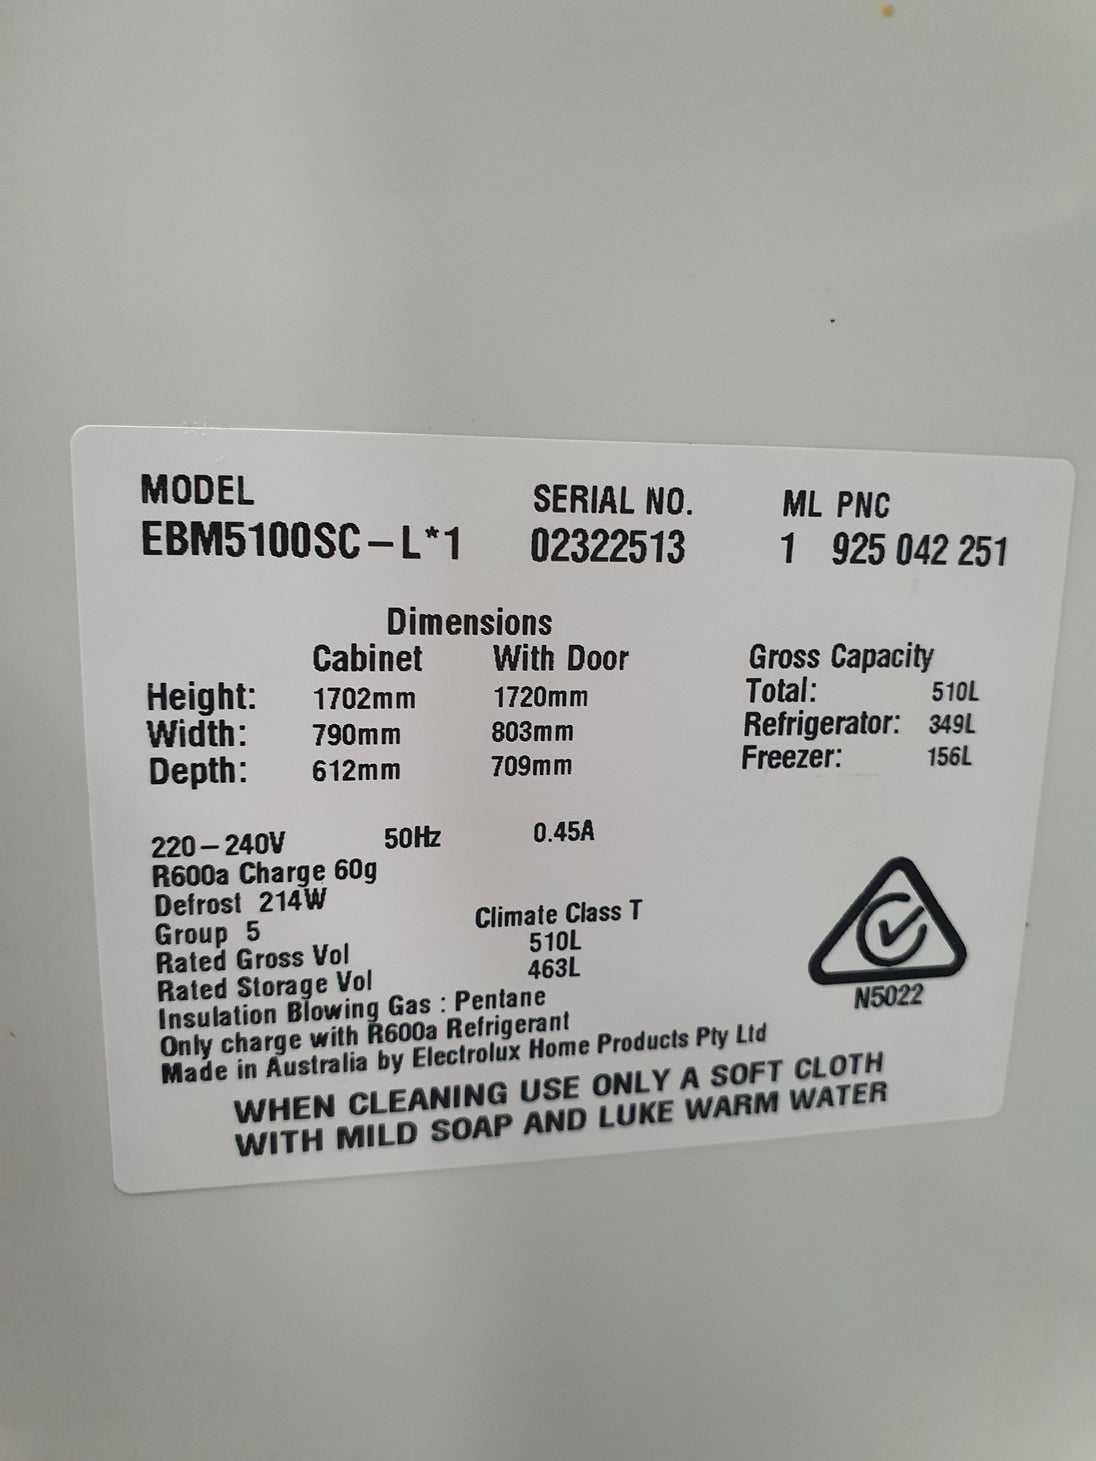 MODEL SERIAL NO. ML PNC
EBM5100SC-L*1 02322513 1 925 042 251
Dimensions
Cabinet With Door Gross Capacity
Height: 1702mm 1720mm Total: 510L
Width: 790mm 803mm Refrigerator: 349L
Depth: 612mm 709mm Freezer: 156L
220-240V 50Hz 0.45A
R600a Charge 60g
Defrost 214W
Group 5 Climate Class T
Rated Gross Vol 510L
Rated Storage Vol 463L
Insulation Blowing Gas : Pentane
Only charge with R600a Refrigerant
Made in Australia by Electrolux Home Products Pty Ltd
N5022
WHEN CLEANING USE ONLY A SOFT CLOTH
WITH MILD SOAP AND LUKE WARM WATER